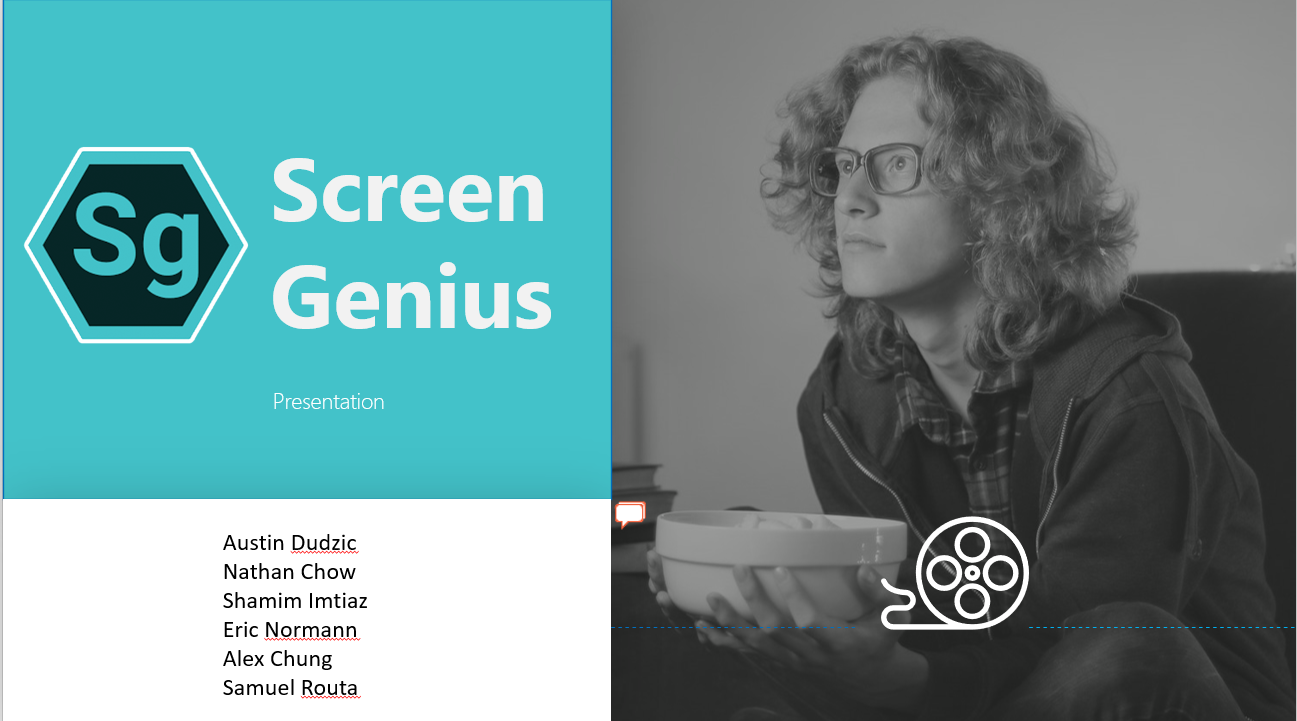 Sg
Screen
Genius
Presentation
Austin Dudzic
Nathan Chow
Shamim Imtiaz
Eric Normann
Alex Chung
Samuel Routa